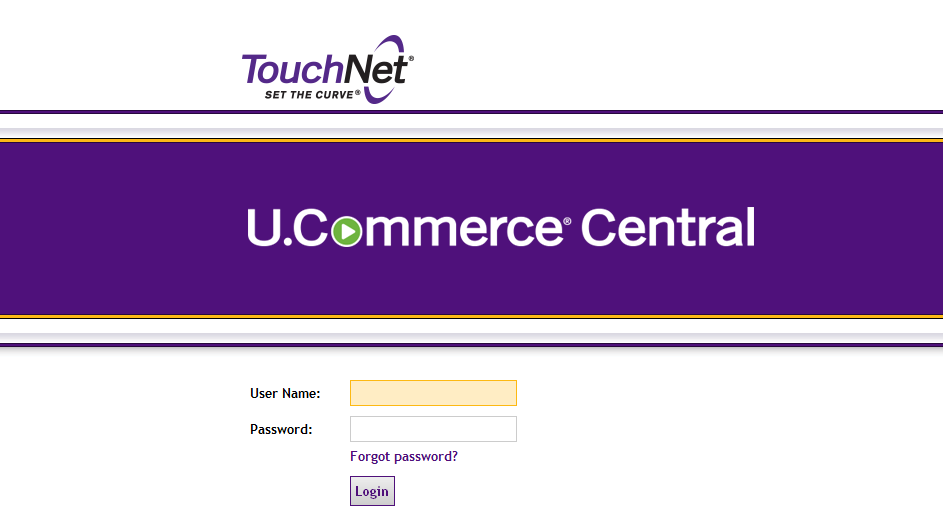 TouchNet®
SET THE CURVE®
U.Commerce® Central
User Name:
Password:
Forgot password?
Login